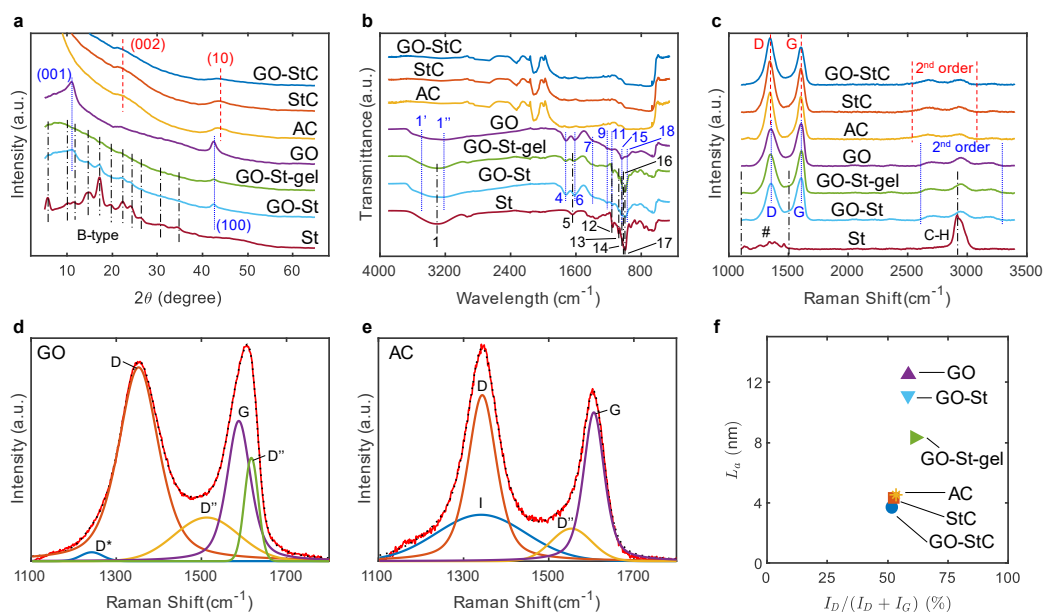 a
(002)
(10)
(001)
GO-StC
StC
AC
GO
GO-St-gel
GO-St
(100)
B-type
St
Intensity (a.u.)
10 20 30 40 50 60
2θ (degree)
b
GO-StC
StC
AC
GO
1' 1'' 9 11 15 18
GO-St-gel
7
16
GO-St
4 5 6
St
12
13
14
17
1
Transmittance (a.u.)
4000 3200 2400 1600 800
Wavelength (cm⁻¹)
c
D G
2nd order
GO-StC
StC
AC
2nd order
GO
GO-St-gel
D G
GO-St
#
St
C-H
Intensity (a.u.)
1000 1500 2000 2500 3000 3500
Raman Shift(cm⁻¹)
d
GO
D
G
D''
D''
D*
Intensity (a.u.)
1100 1300 1500 1700
Raman Shift(cm⁻¹)
e
AC
D
G
I
D''
Intensity (a.u.)
1100 1300 1500 1700
Raman Shift(cm⁻¹)
f
GO
GO-St
GO-St-gel
AC
StC
GO-StC
12
8
4
0
L_a (nm)
0 25 50 75 100
I_D/(I_D + I_G) (%)